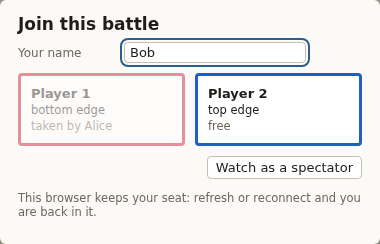 Join this battle
Your name
Bob
Player 1
bottom edge
taken by Alice
Player 2
top edge
free
Watch as a spectator
This browser keeps your seat: refresh or reconnect and you
are back in it.